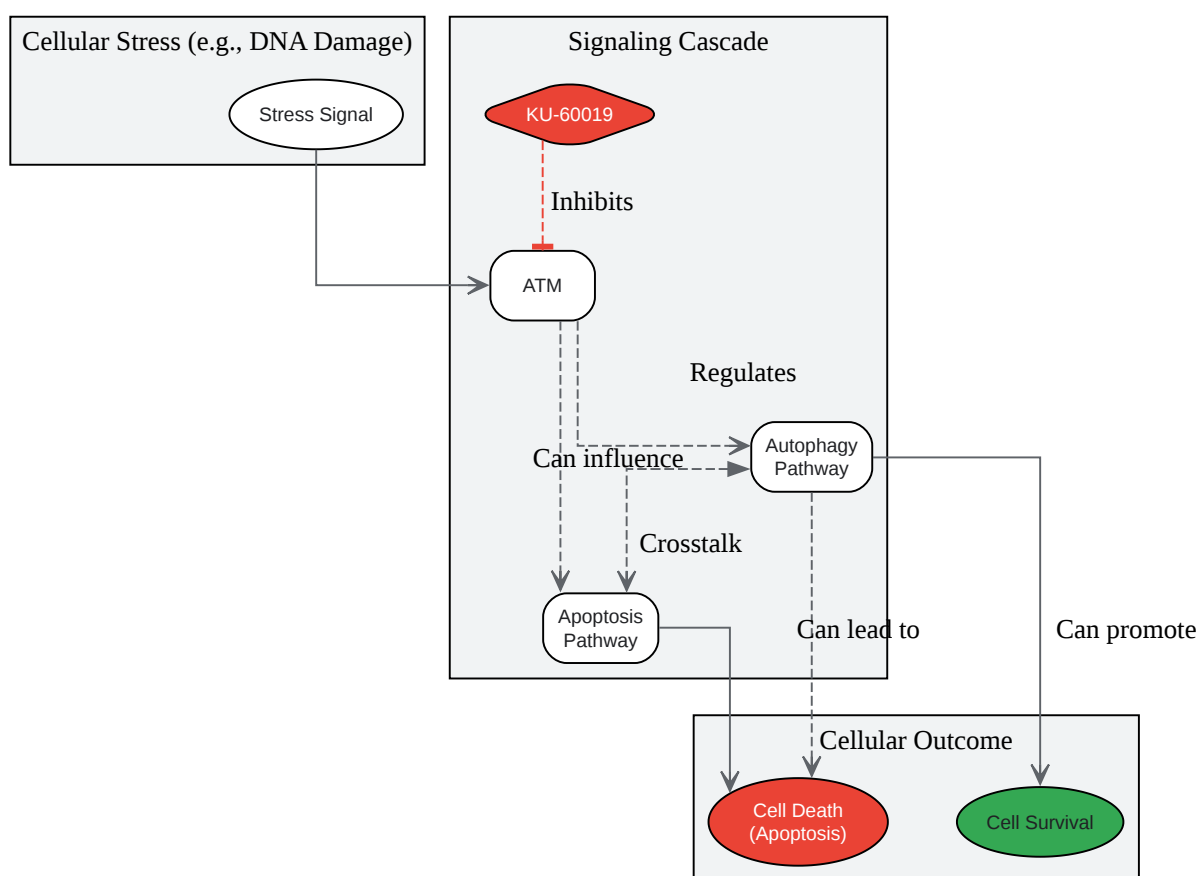 Cellular Stress (e.g., DNA Damage)
Signaling Cascade
Stress Signal
KU-60019
Inhibits
ATM
Regulates
Autophagy
Pathway
Can influence
Crosstalk
Apoptosis
Pathway
Can lead to
Can promote
Cellular Outcome
Cell Death
(Apoptosis)
Cell Survival